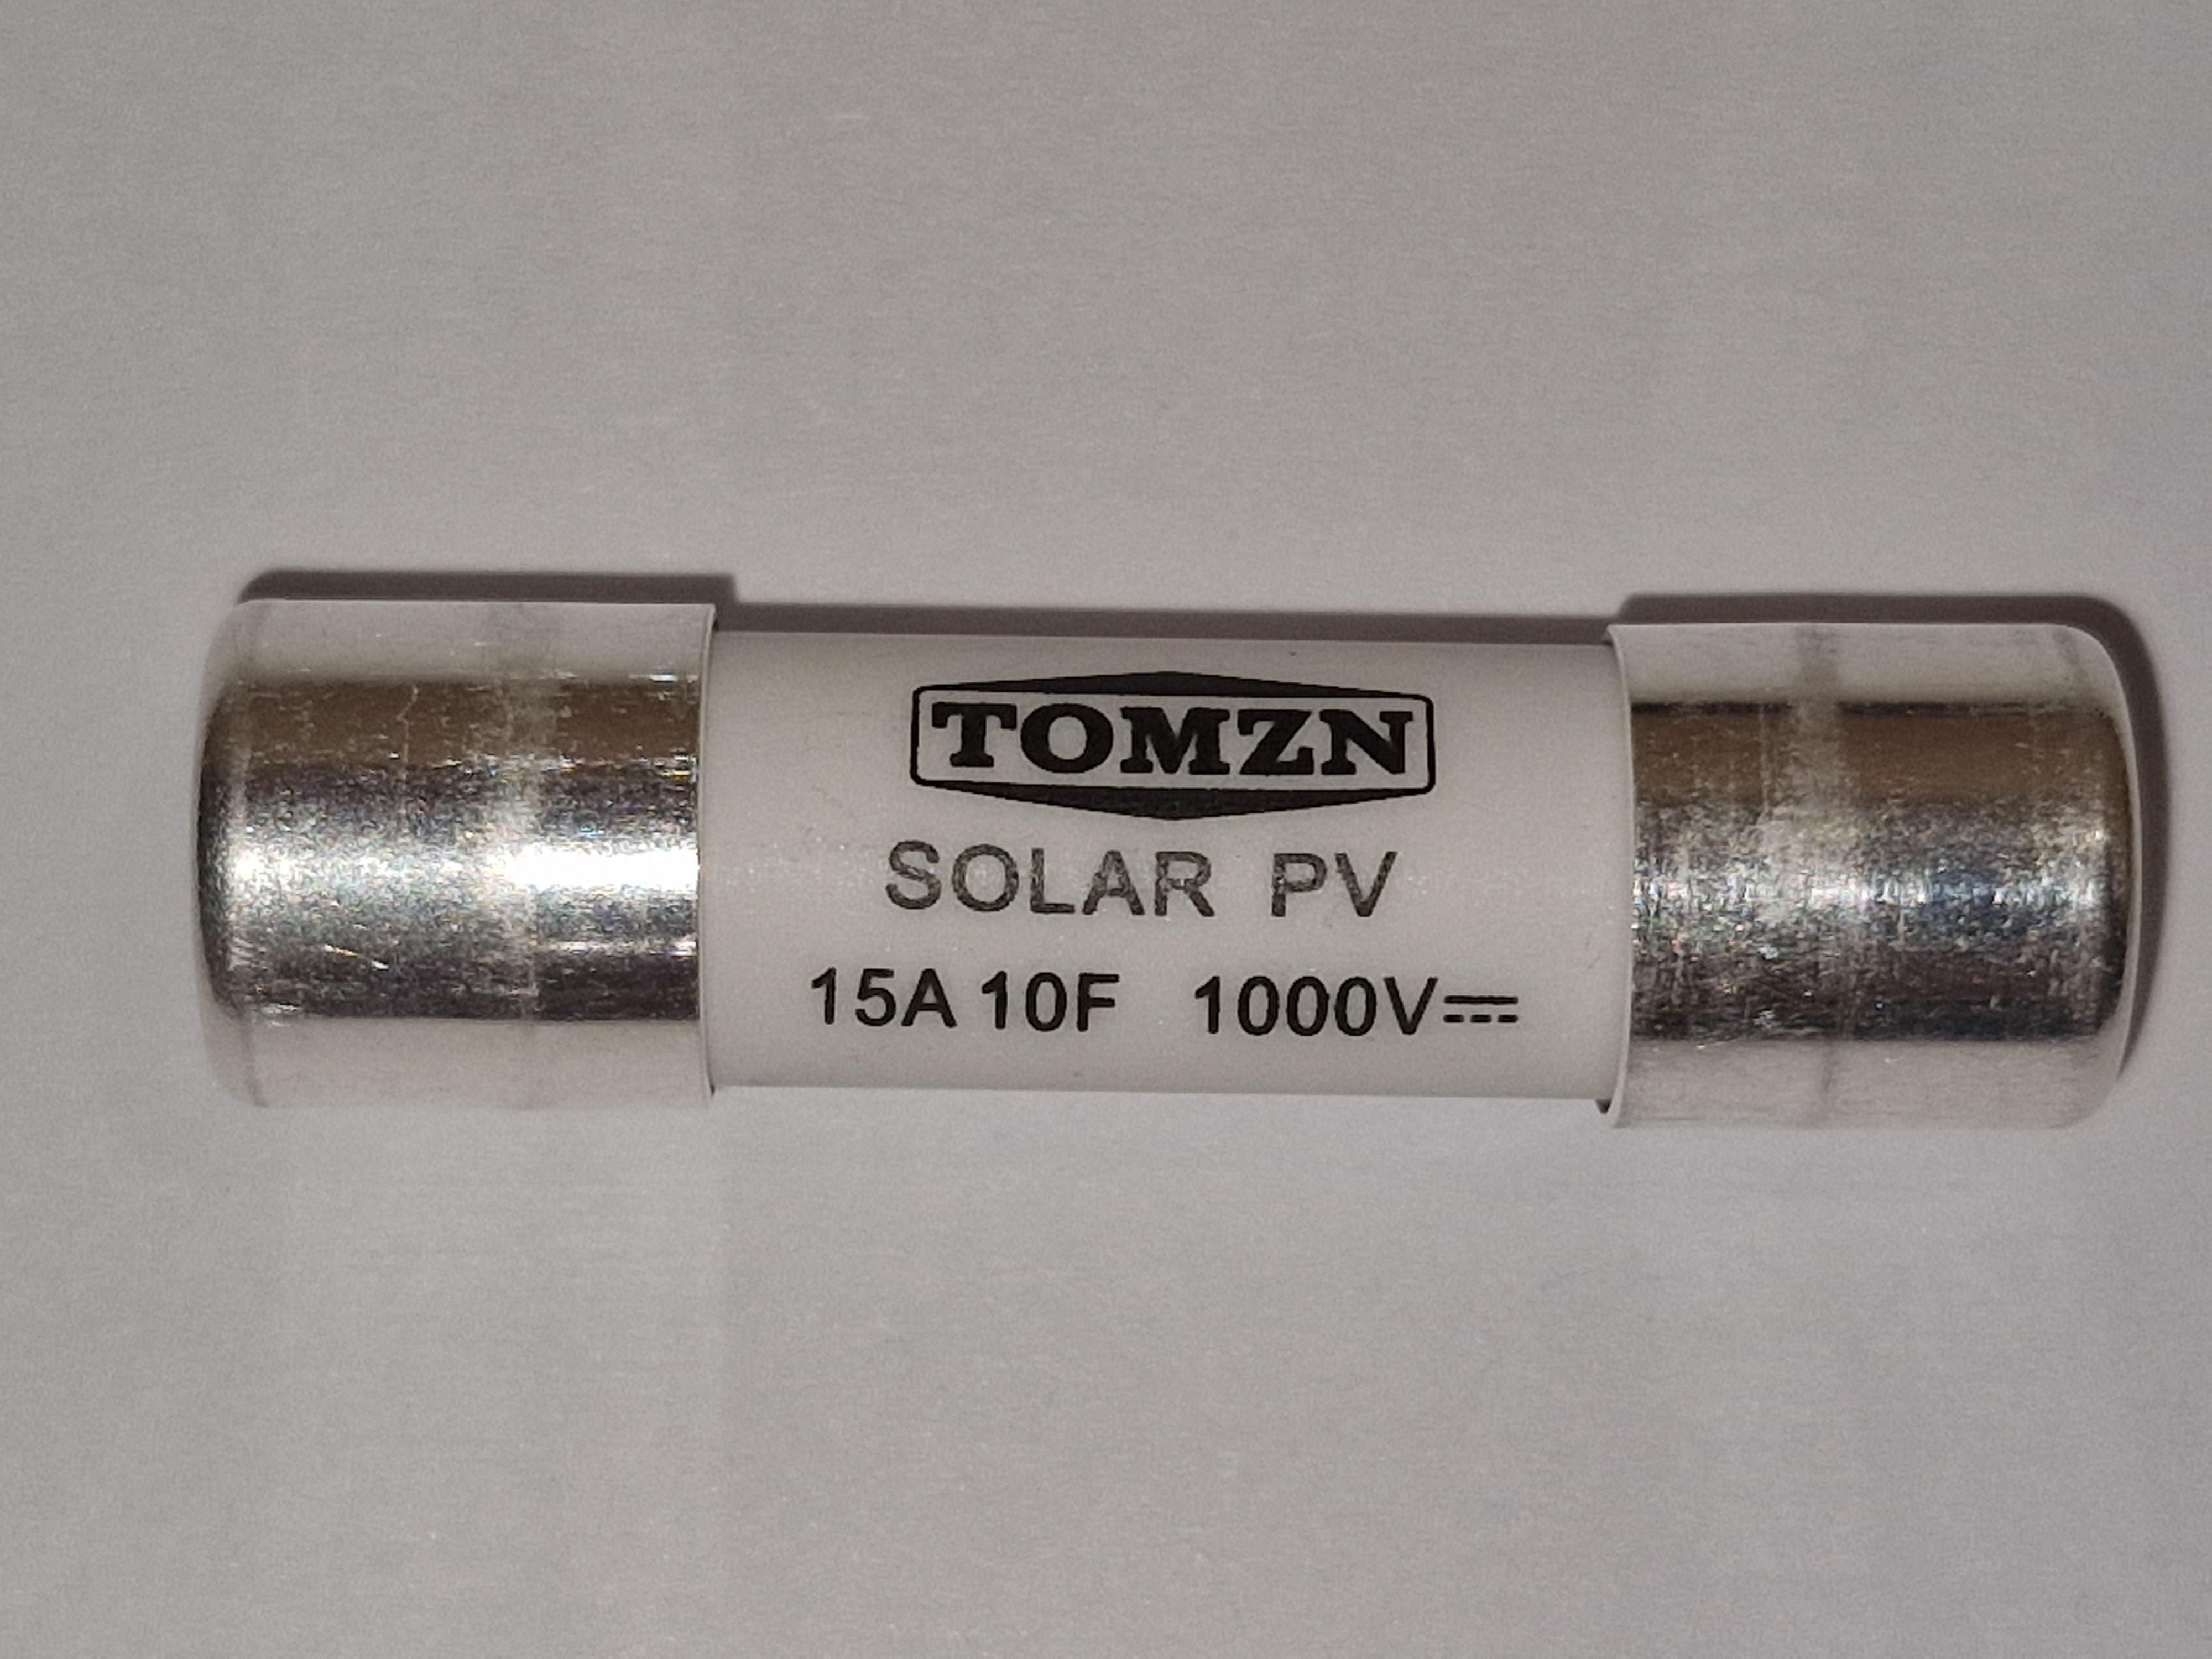 TOMZN
SOLAR PV
15A 10F 1000V⎓